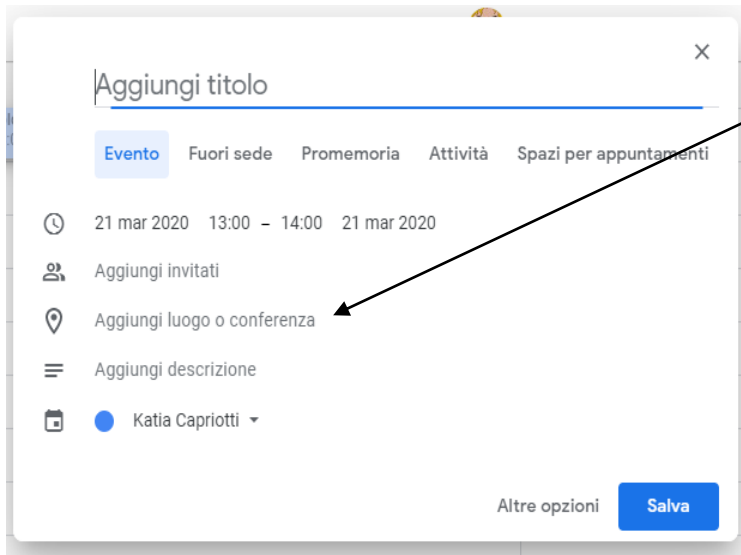 Aggiungi titolo
Evento Fuori sede Promemoria Attività Spazi per appuntamenti
21 mar 2020 13:00 – 14:00 21 mar 2020
Aggiungi invitati
Aggiungi luogo o conferenza
Aggiungi descrizione
Katia Capriotti
Altre opzioni Salva